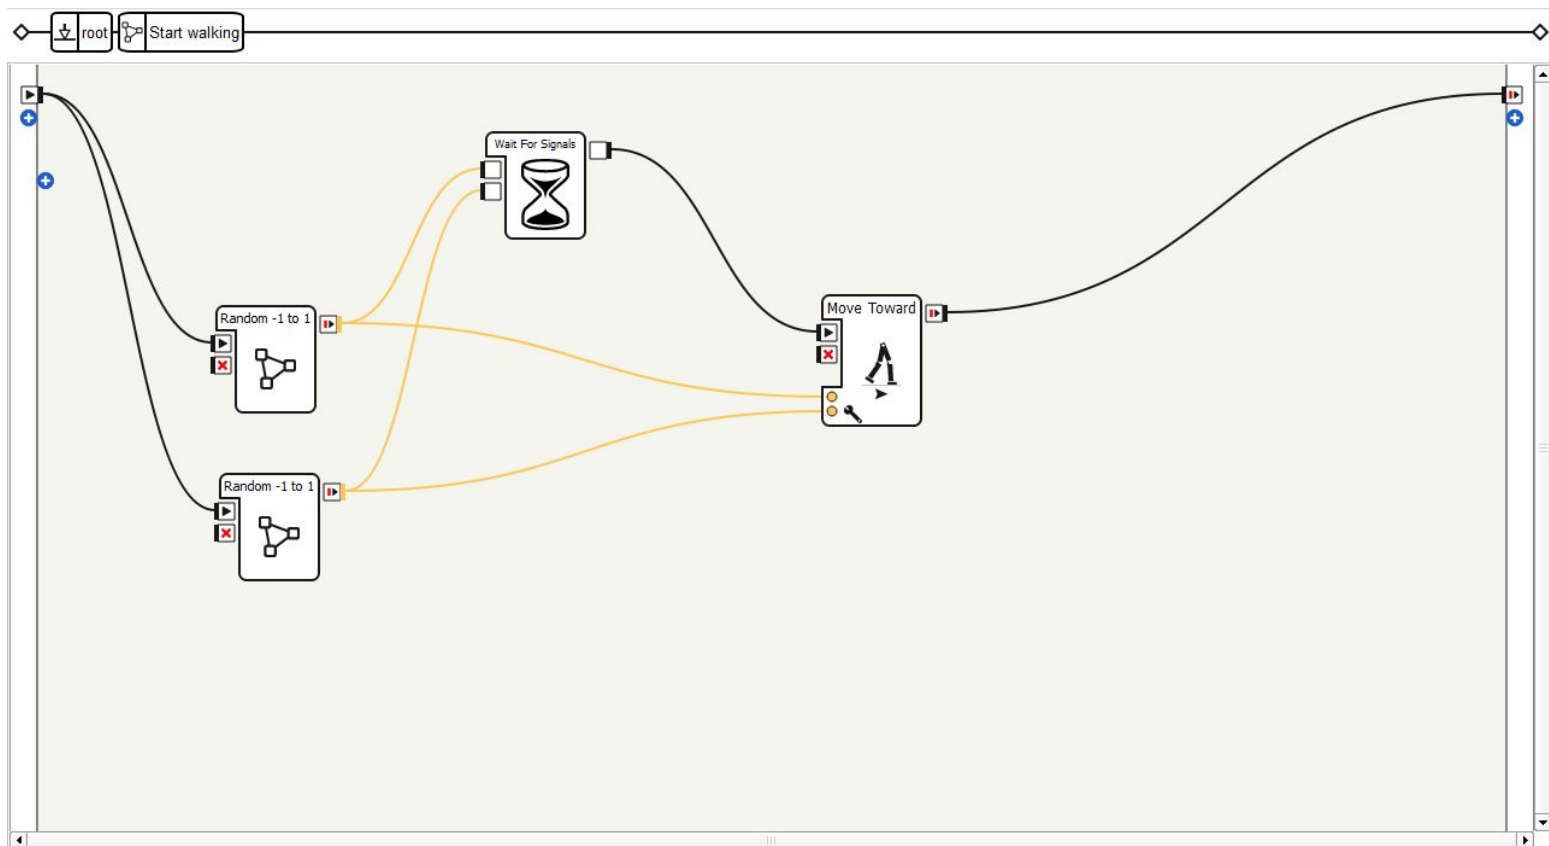 root
Start walking
Wait For Signals
Random -1 to 1
Move Toward
Random -1 to 1